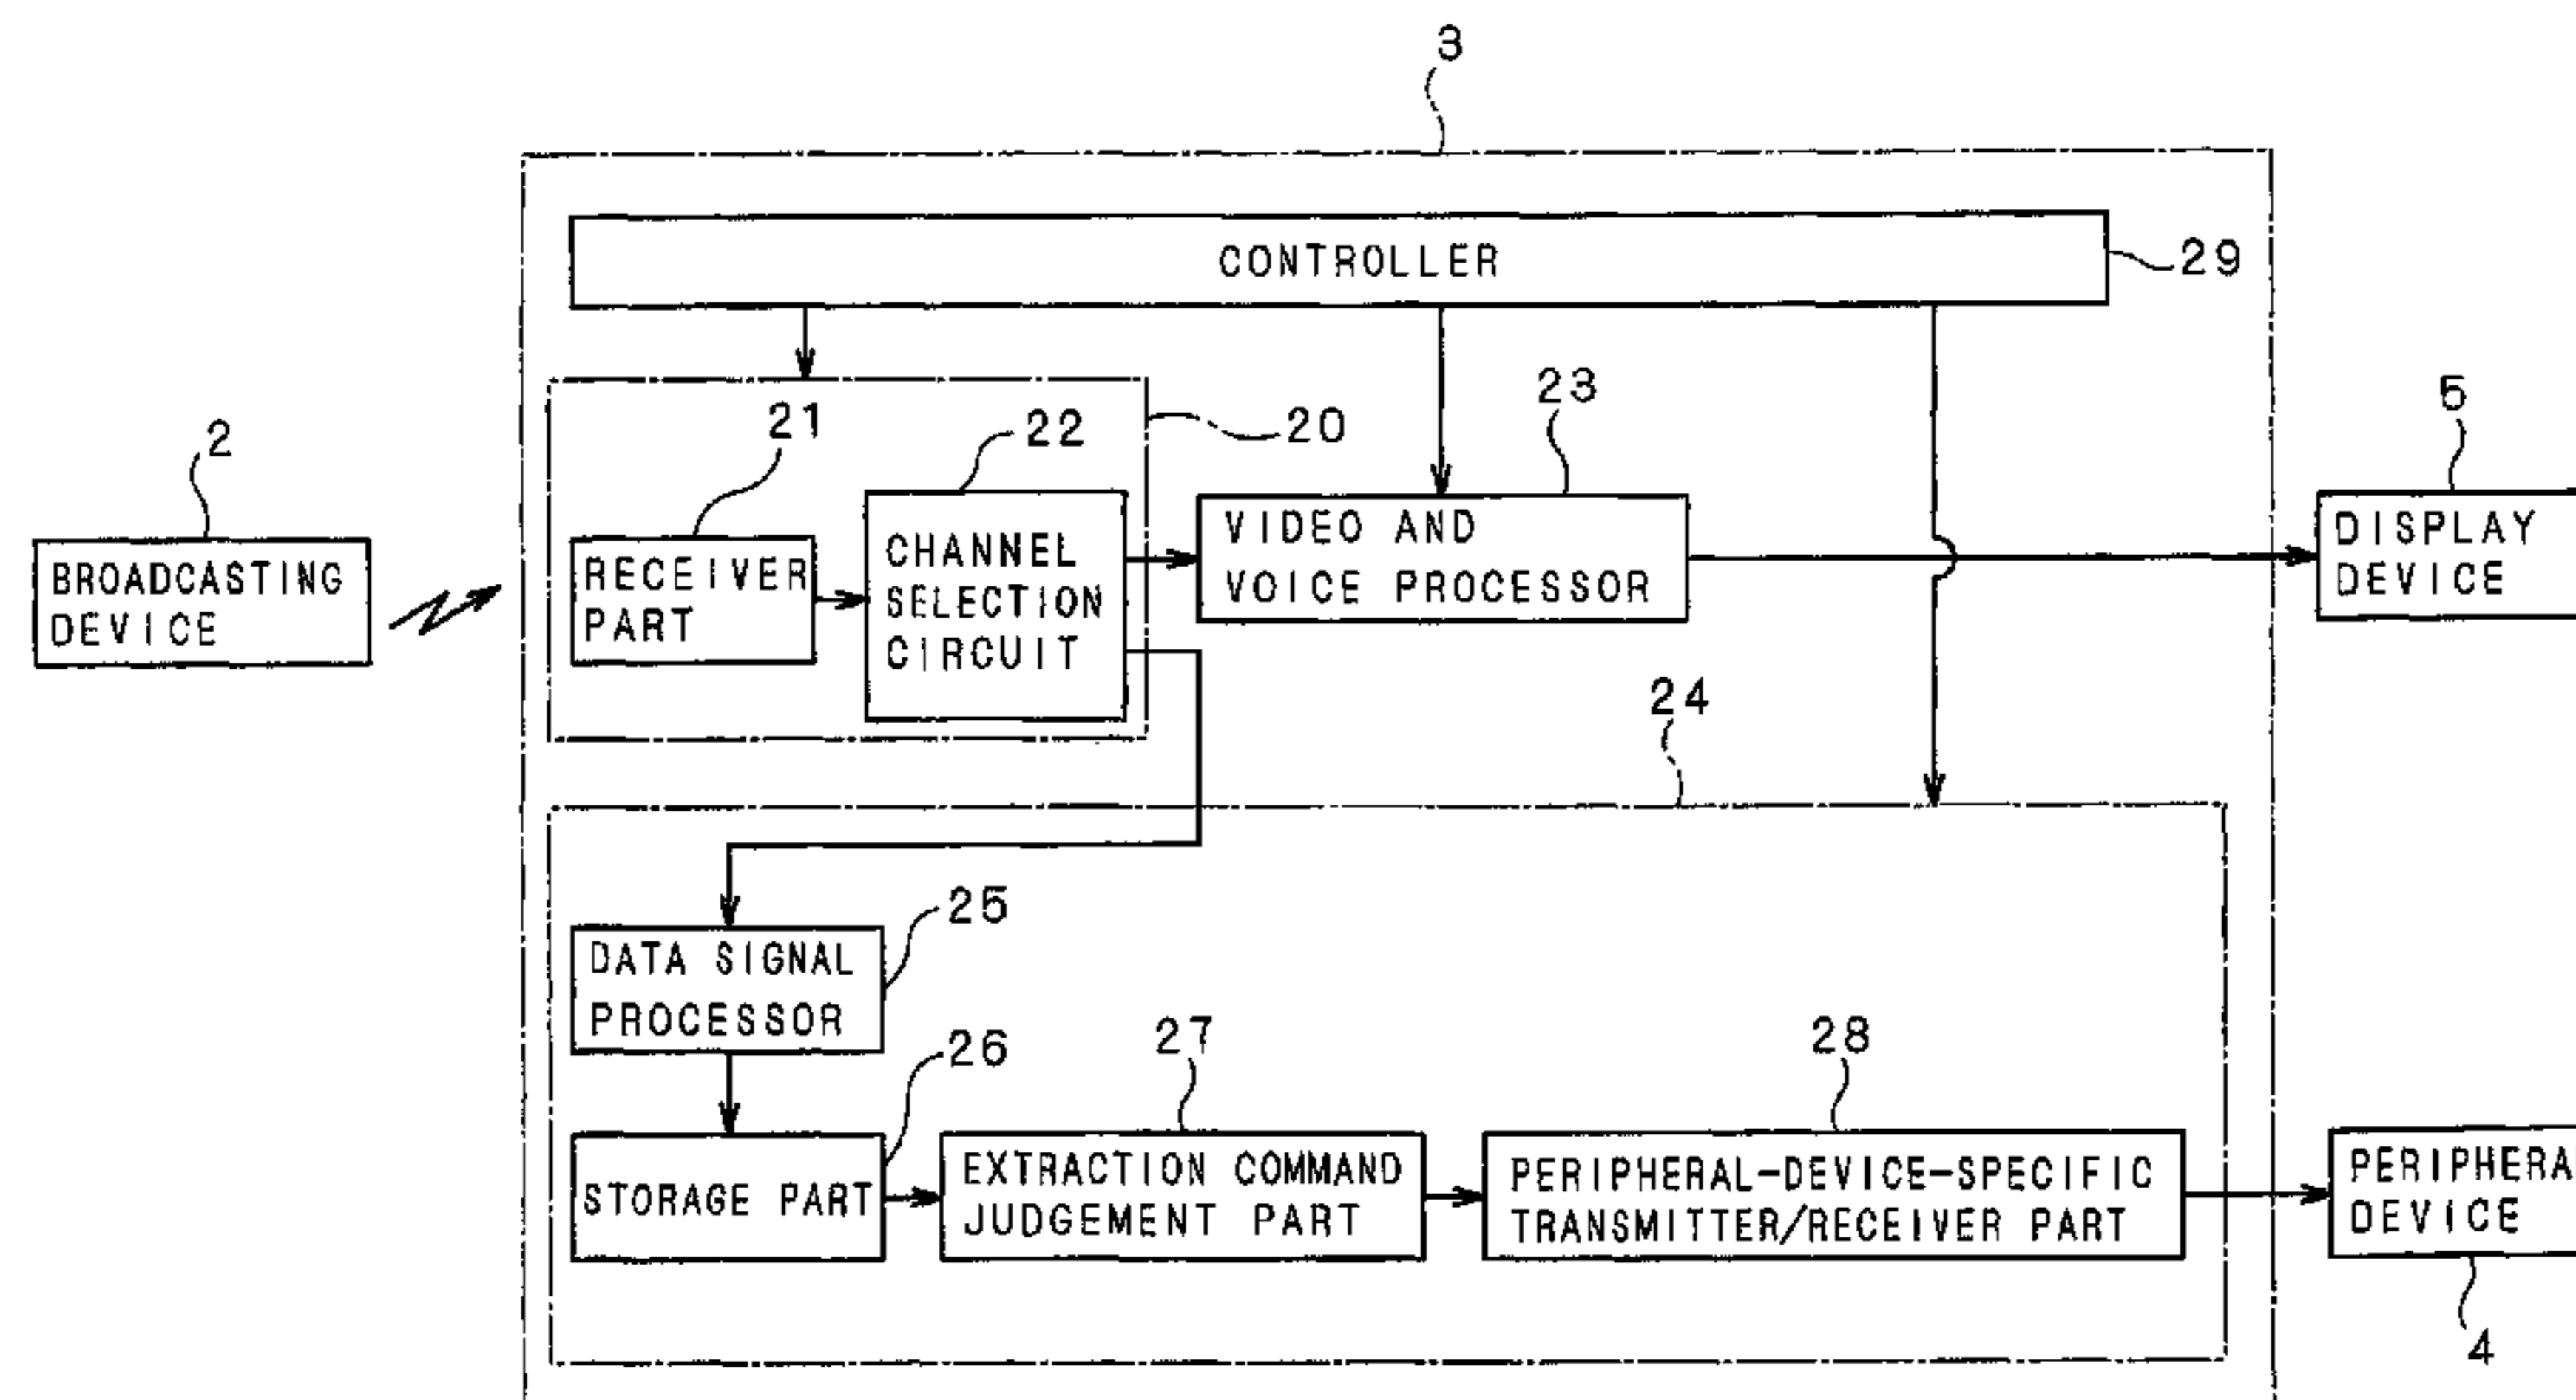 3
CONTROLLER
29
21
22
20
23
5
2
BROADCASTING
DEVICE
RECEIVER
PART
CHANNEL
SELECTION
CIRCUIT
VIDEO AND
VOICE PROCESSOR
DISPLAY
DEVICE
24
DATA SIGNAL
PROCESSOR
25
26
27
28
STORAGE PART
EXTRACTION COMMAND
JUDGEMENT PART
PERIPHERAL-DEVICE-SPECIFIC
TRANSMITTER/RECEIVER PART
PERIPHERAL
DEVICE
4